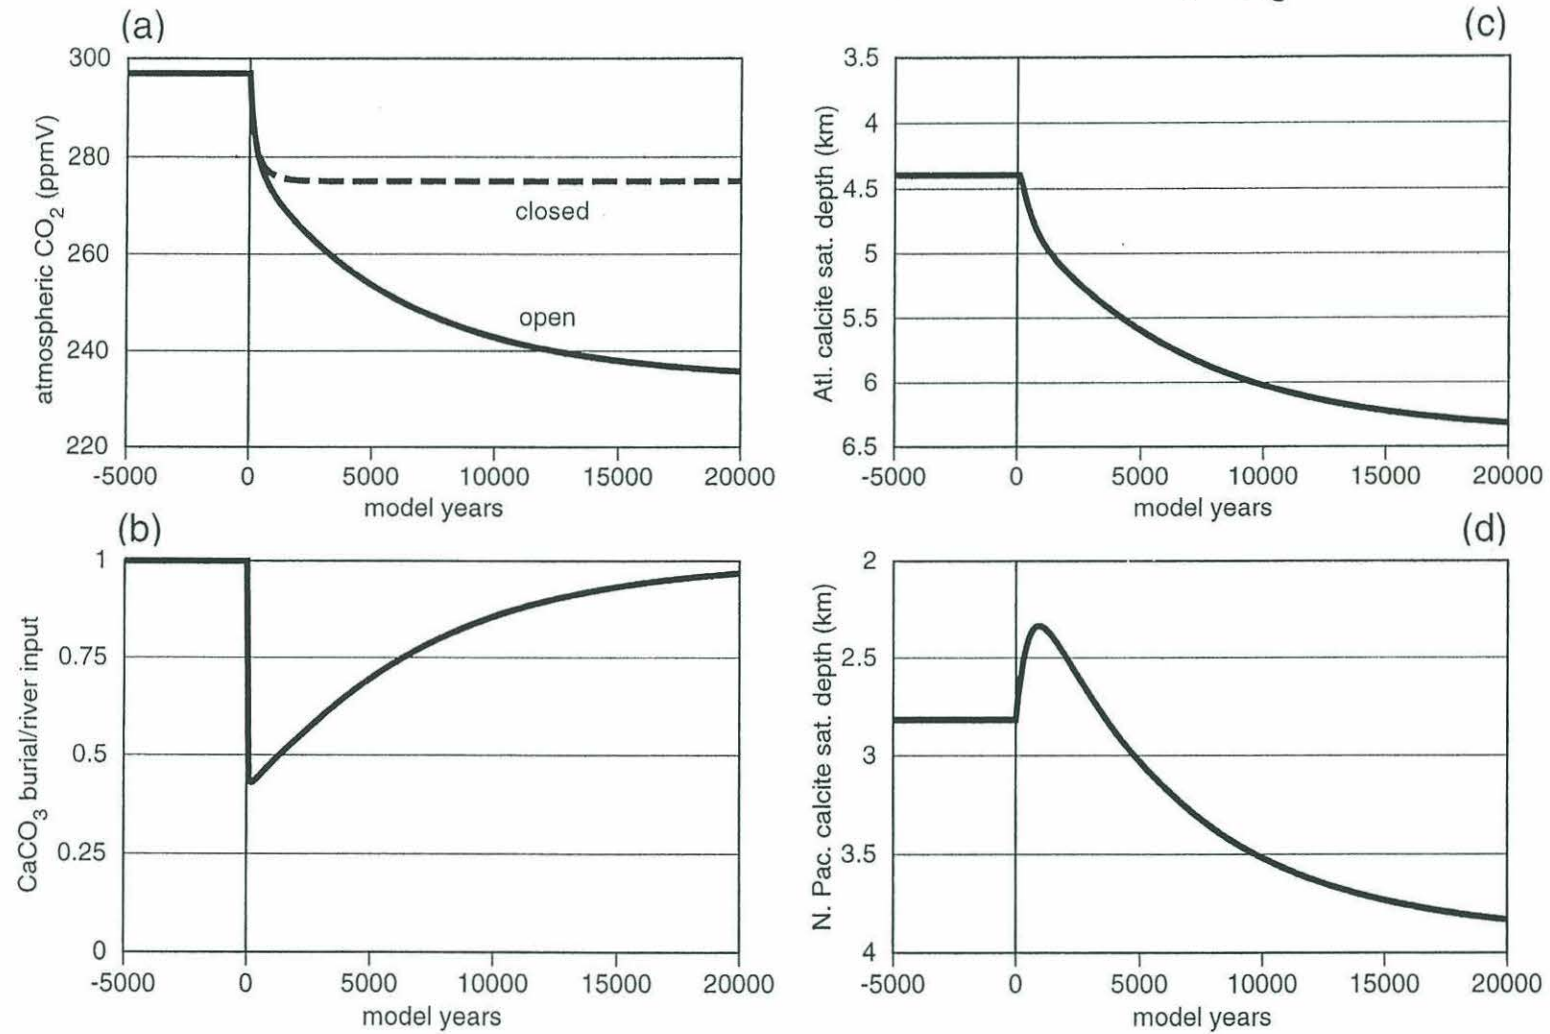 (a)
300
280
260
240
220
atmospheric CO2 (ppmV)
closed
open
-5000 0 5000 10000 15000 20000
model years
(c)
3.5
4
4.5
5
5.5
6
6.5
Atl. calcite sat. depth (km)
-5000 0 5000 10000 15000 20000
model years
(b)
1
0.75
0.5
0.25
0
CaCO3 burial/river input
-5000 0 5000 10000 15000 20000
model years
(d)
2
2.5
3
3.5
4
N. Pac. calcite sat. depth (km)
-5000 0 5000 10000 15000 20000
model years